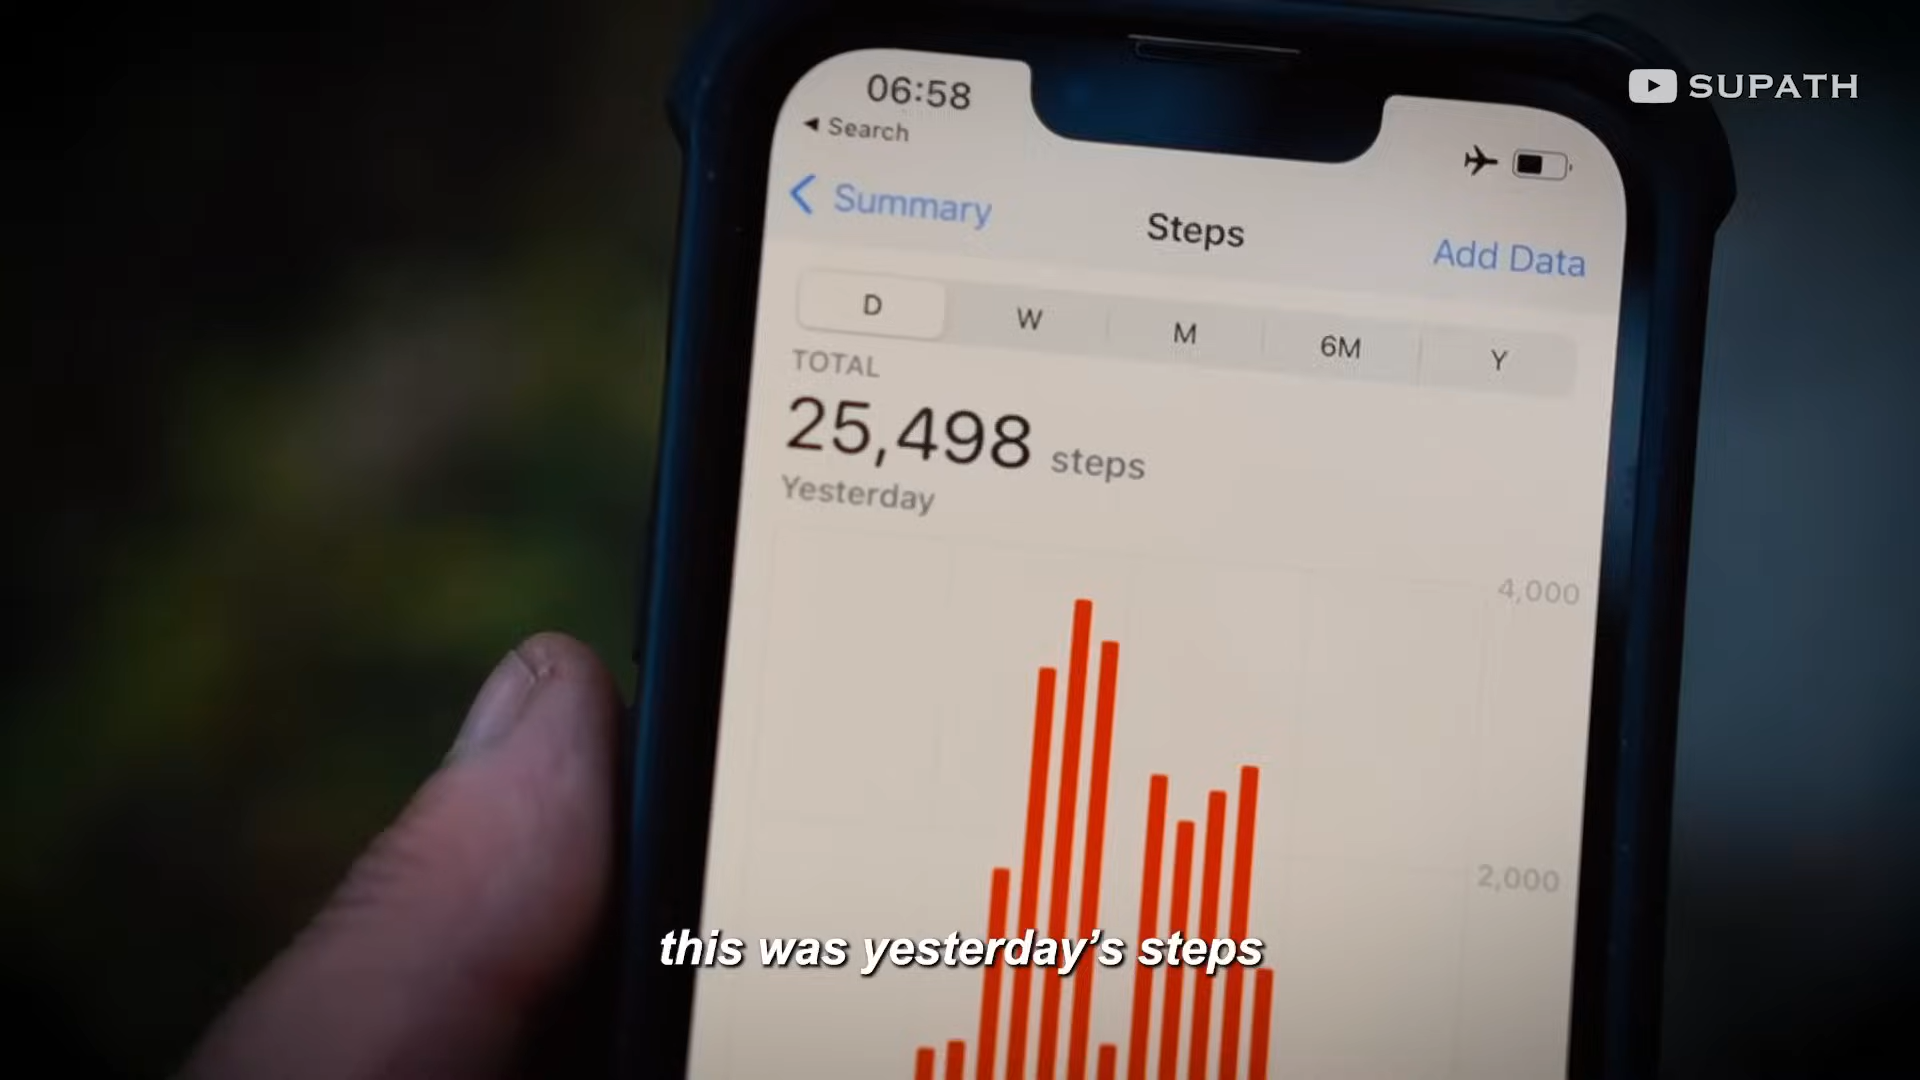 SUPATH
06:58
Search
Summary
Steps
Add Data
D W M 6M Y
TOTAL
25,498 steps
Yesterday
4,000
2,000
this was yesterday's steps